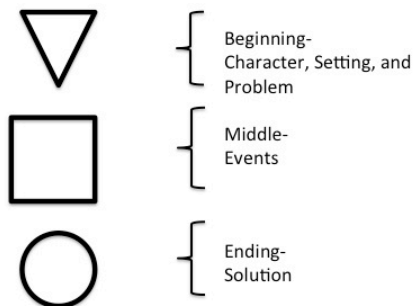 Beginning-
Character, Setting, and
Problem
Middle-
Events
Ending-
Solution